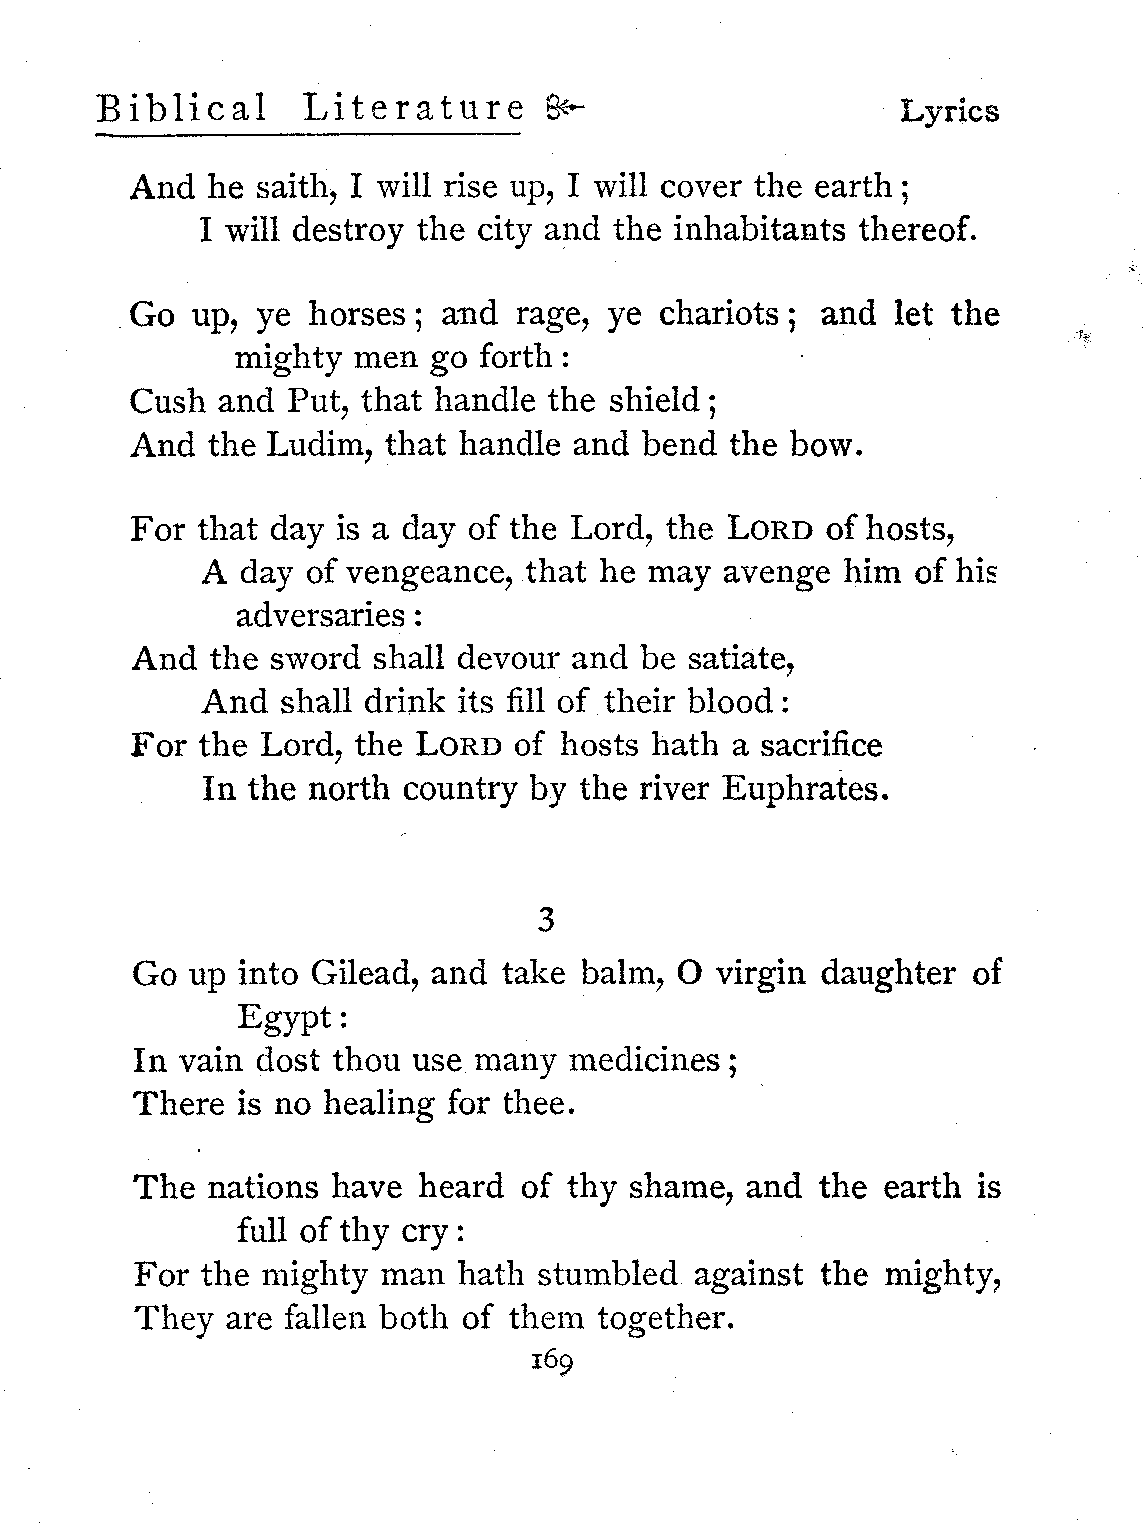 Biblical Literature Lyrics
And he saith, I will rise up, I will cover the earth;
I will destroy the city and the inhabitants thereof.
Go up, ye horses; and rage, ye chariots; and let the
mighty men go forth:
Cush and Put, that handle the shield;
And the Ludim, that handle and bend the bow.
For that day is a day of the Lord, the LORD of hosts,
A day of vengeance, that he may avenge him of his
adversaries:
And the sword shall devour and be satiate,
And shall drink its fill of their blood:
For the Lord, the LORD of hosts hath a sacrifice
In the north country by the river Euphrates.
3
Go up into Gilead, and take balm, O virgin daughter of
Egypt:
In vain dost thou use many medicines;
There is no healing for thee.
The nations have heard of thy shame, and the earth is
full of thy cry:
For the mighty man hath stumbled against the mighty,
They are fallen both of them together.
169